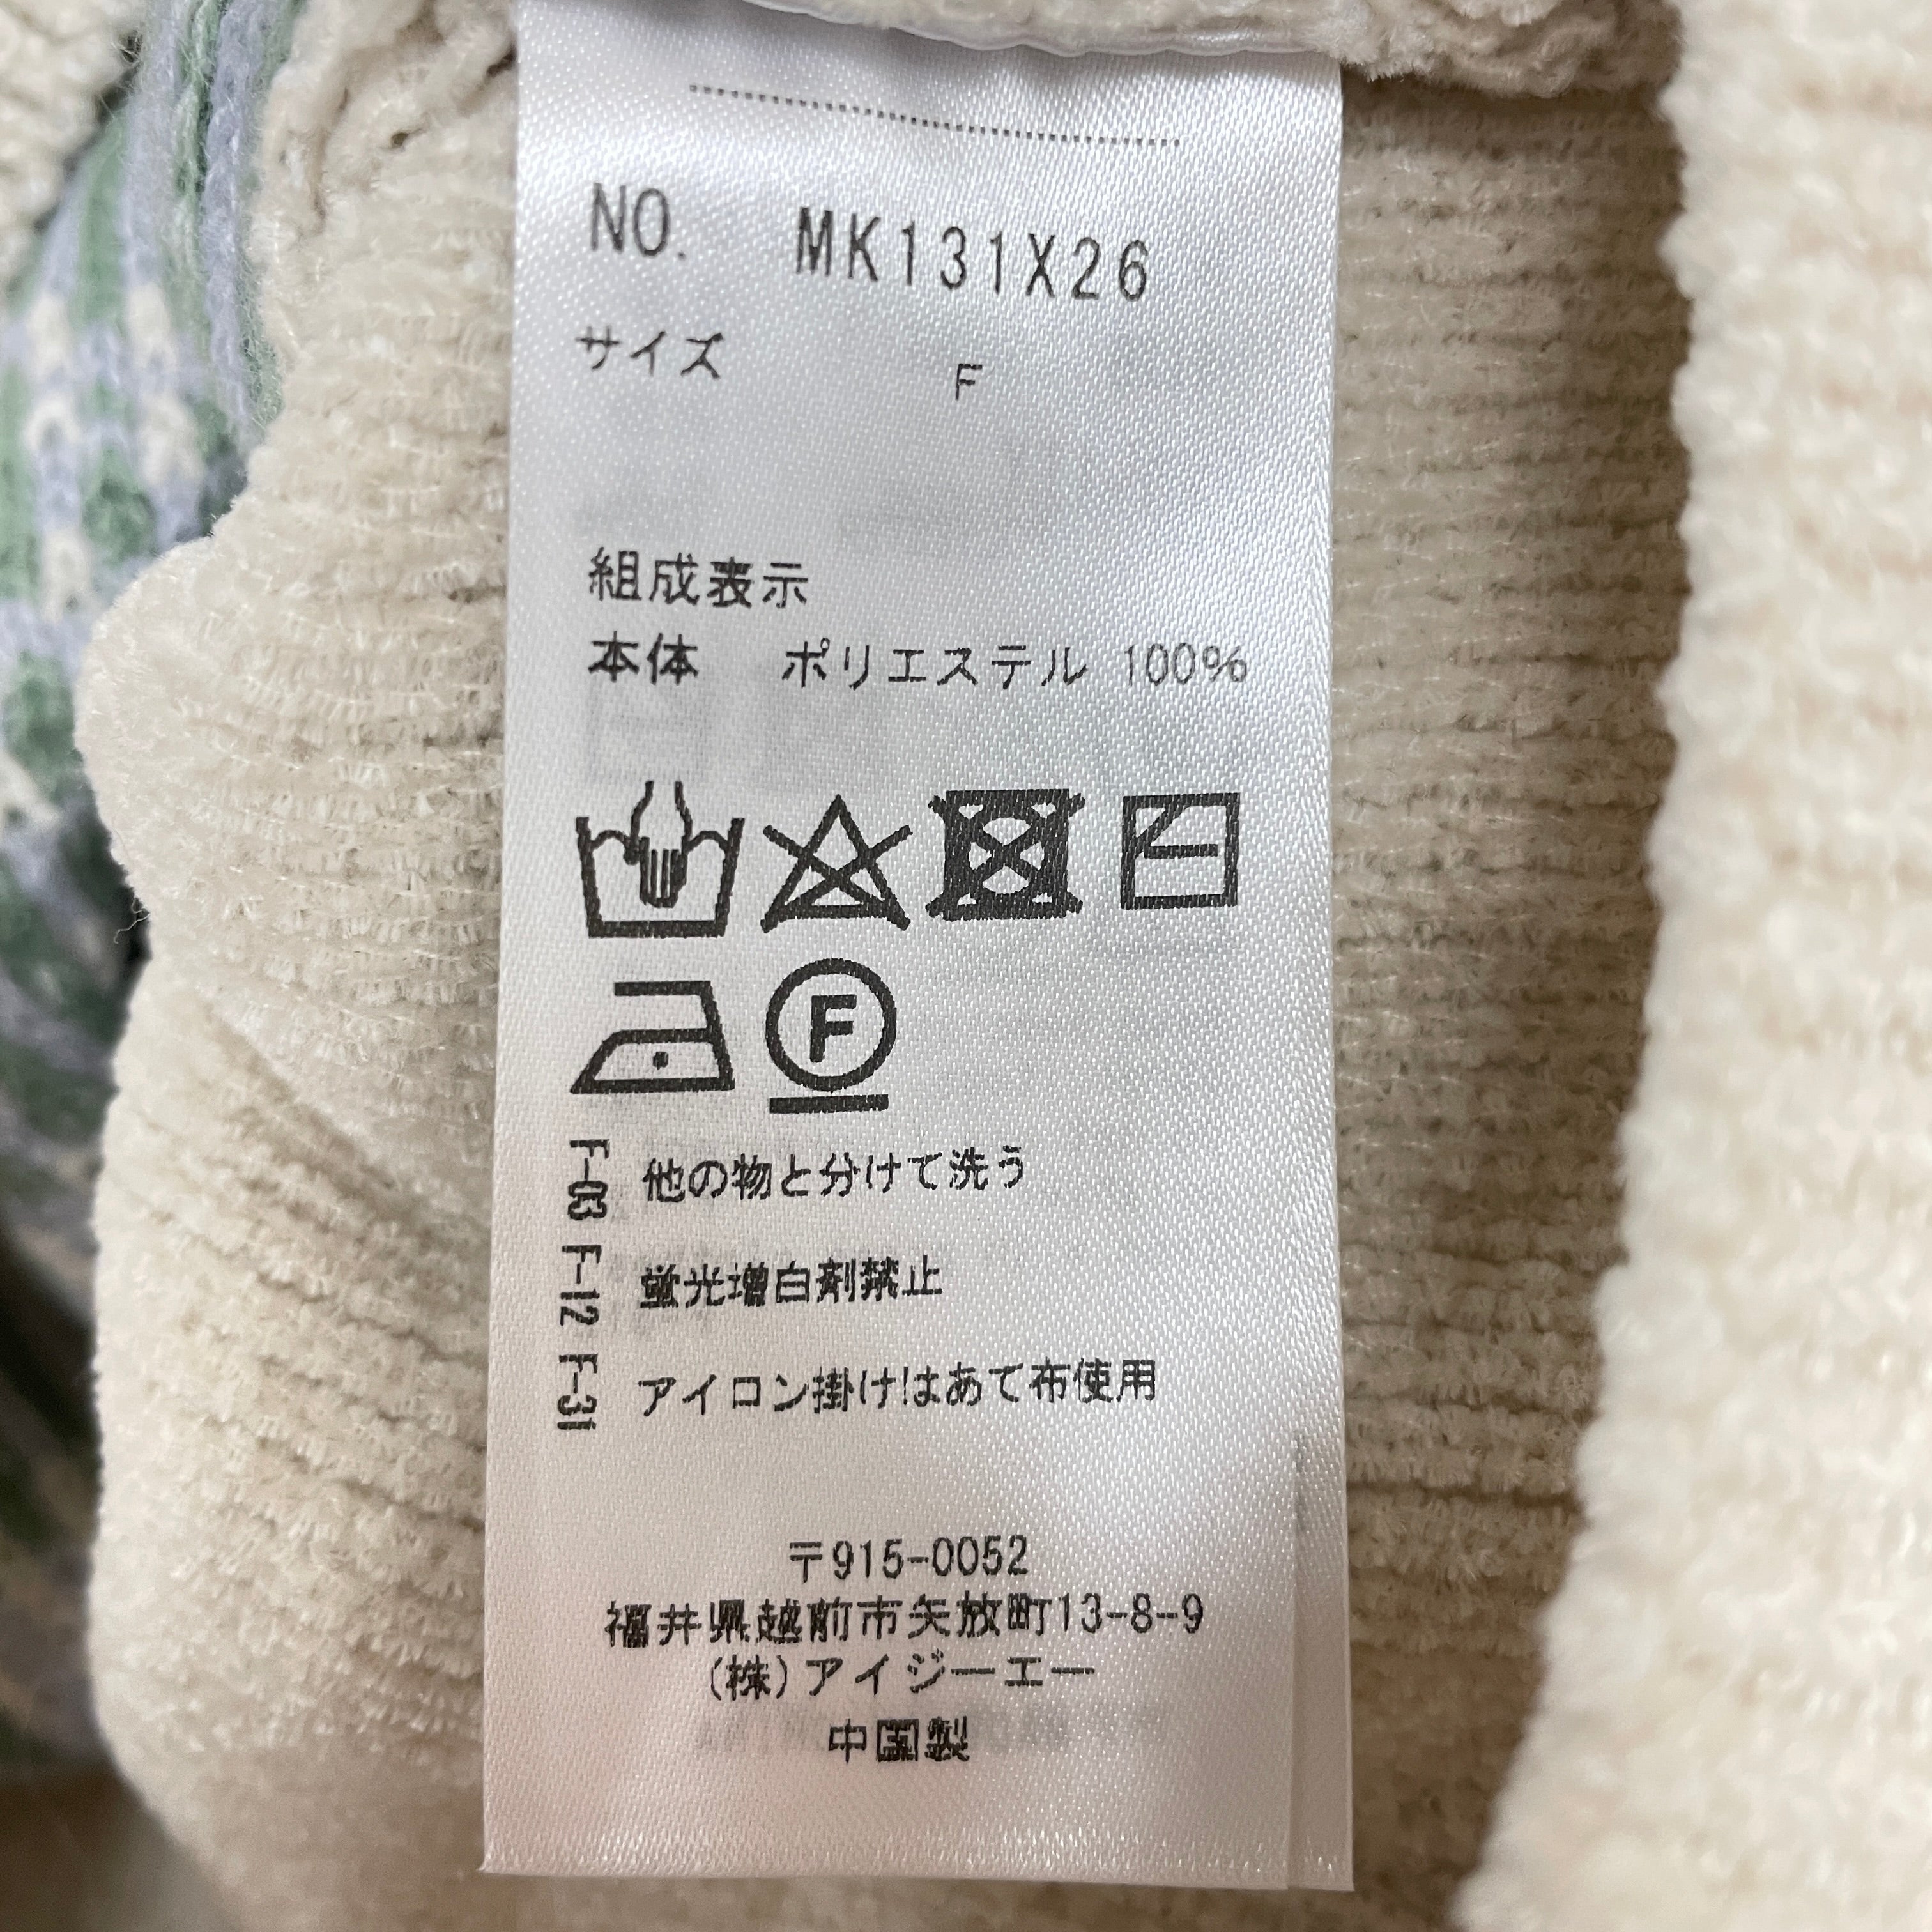 NO. MK131X26
サイズ F
組成表示
本体 ポリエステル 100%
F
F-03 他の物と分けて洗う
F-12 蛍光増白剤禁止
F-31 アイロン掛けはあて布使用
〒915-0052
福井県越前市矢放町13-8-9
(株)アイジーエー
中国製